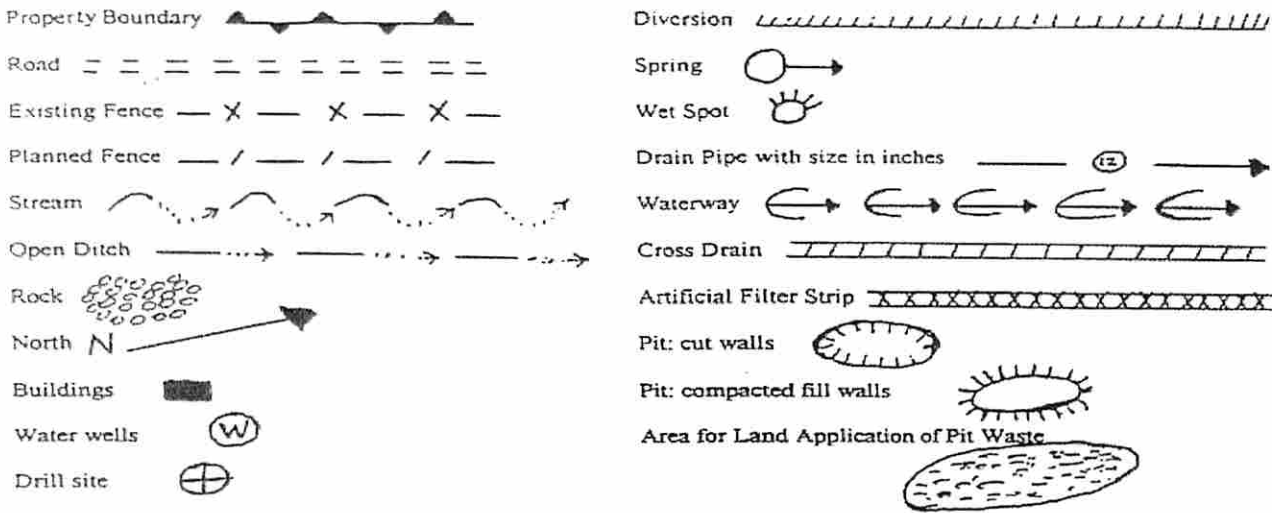 Property Boundary
Road
Existing Fence
Planned Fence
Stream
Open Ditch
Rock
North N
Buildings
Water wells W
Drill site
Diversion
Spring
Wet Spot
Drain Pipe with size in inches 12
Waterway
Cross Drain
Artificial Filter Strip
Pit: cut walls
Pit: compacted fill walls
Area for Land Application of Pit Waste